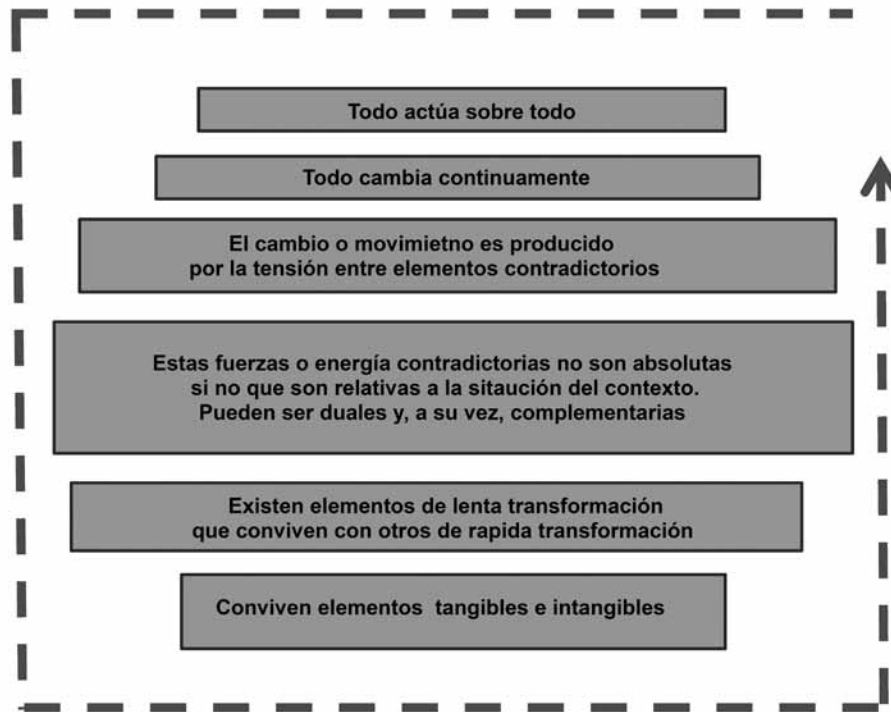 Todo actúa sobre todo
Todo cambia continuamente
El cambio o movimietno es producido
por la tensión entre elementos contradictorios
Estas fuerzas o energía contradictorias no son absolutas
si no que son relativas a la sitaución del contexto.
Pueden ser duales y, a su vez, complementarias
Existen elementos de lenta transformación
que conviven con otros de rapida transformación
Conviven elementos tangibles e intangibles